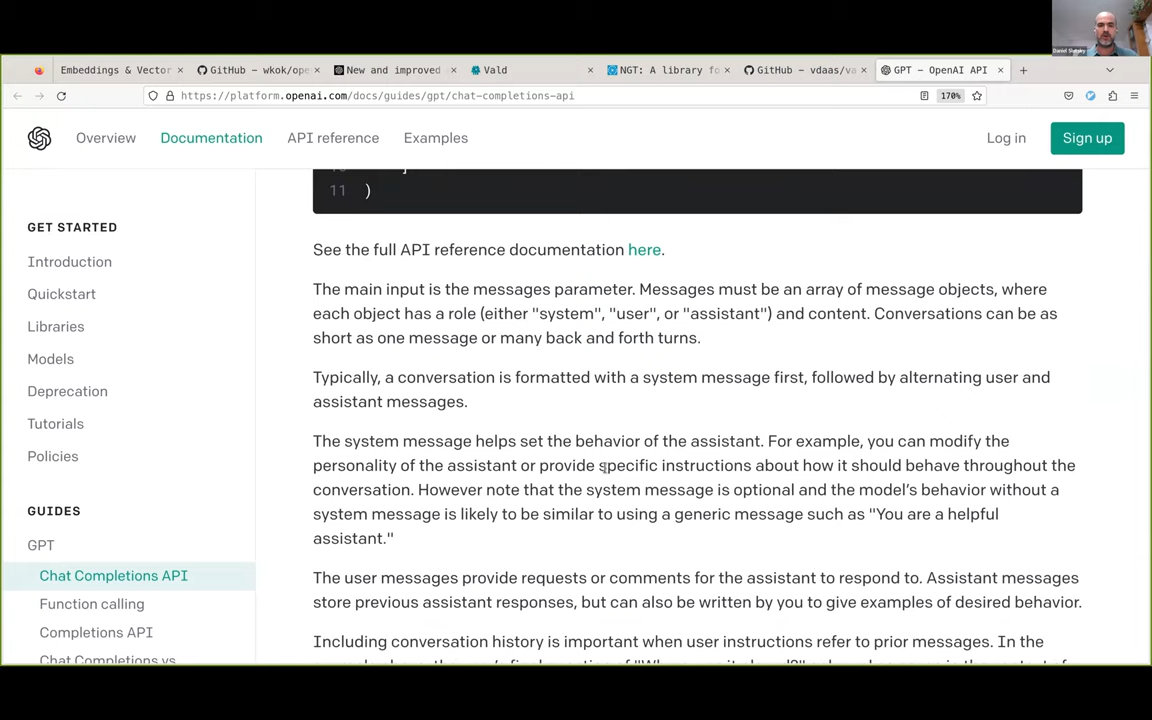 Daniel Slutsky
Embeddings & Vector
GitHub – wkok/ope
New and improved
Vald
NGT: A library fo
GitHub – vdaas/va
GPT – OpenAI API
https://platform.openai.com/docs/guides/gpt/chat-completions-api
170%
Overview
Documentation
API reference
Examples
Log in
Sign up
GET STARTED
Introduction
Quickstart
Libraries
Models
Deprecation
Tutorials
Policies
GUIDES
GPT
Chat Completions API
Function calling
Completions API
Chat Completions vs
11 )
See the full API reference documentation here.
The main input is the messages parameter. Messages must be an array of message objects, where
each object has a role (either "system", "user", or "assistant") and content. Conversations can be as
short as one message or many back and forth turns.
Typically, a conversation is formatted with a system message first, followed by alternating user and
assistant messages.
The system message helps set the behavior of the assistant. For example, you can modify the
personality of the assistant or provide specific instructions about how it should behave throughout the
conversation. However note that the system message is optional and the model's behavior without a
system message is likely to be similar to using a generic message such as "You are a helpful
assistant."
The user messages provide requests or comments for the assistant to respond to. Assistant messages
store previous assistant responses, but can also be written by you to give examples of desired behavior.
Including conversation history is important when user instructions refer to prior messages. In the